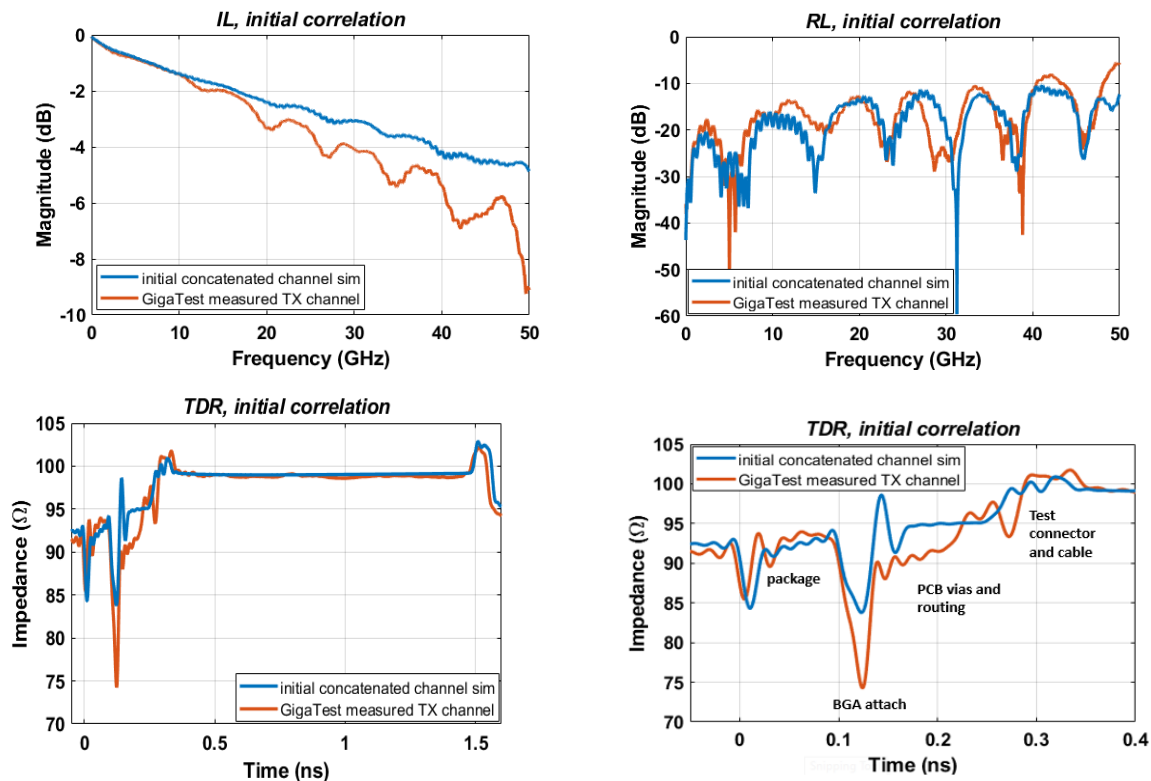 IL, initial correlation
0
-2
-4
-6
-8
-10
Magnitude (dB)
initial concatenated channel sim
GigaTest measured TX channel
0 10 20 30 40 50
Frequency (GHz)
RL, initial correlation
0
-10
-20
-30
-40
-50
-60
Magnitude (dB)
initial concatenated channel sim
GigaTest measured TX channel
0 10 20 30 40 50
Frequency (GHz)
TDR, initial correlation
105
100
95
90
85
80
75
70
Impedance (Ω)
initial concatenated channel sim
GigaTest measured TX channel
0 0.5 1 1.5
Time (ns)
TDR, initial correlation
105
100
95
90
85
80
75
70
Impedance (Ω)
initial concatenated channel sim
GigaTest measured TX channel
package
BGA attach
PCB vias and
routing
Test
connector
and cable
0 0.1 0.2 0.3 0.4
Time (ns)